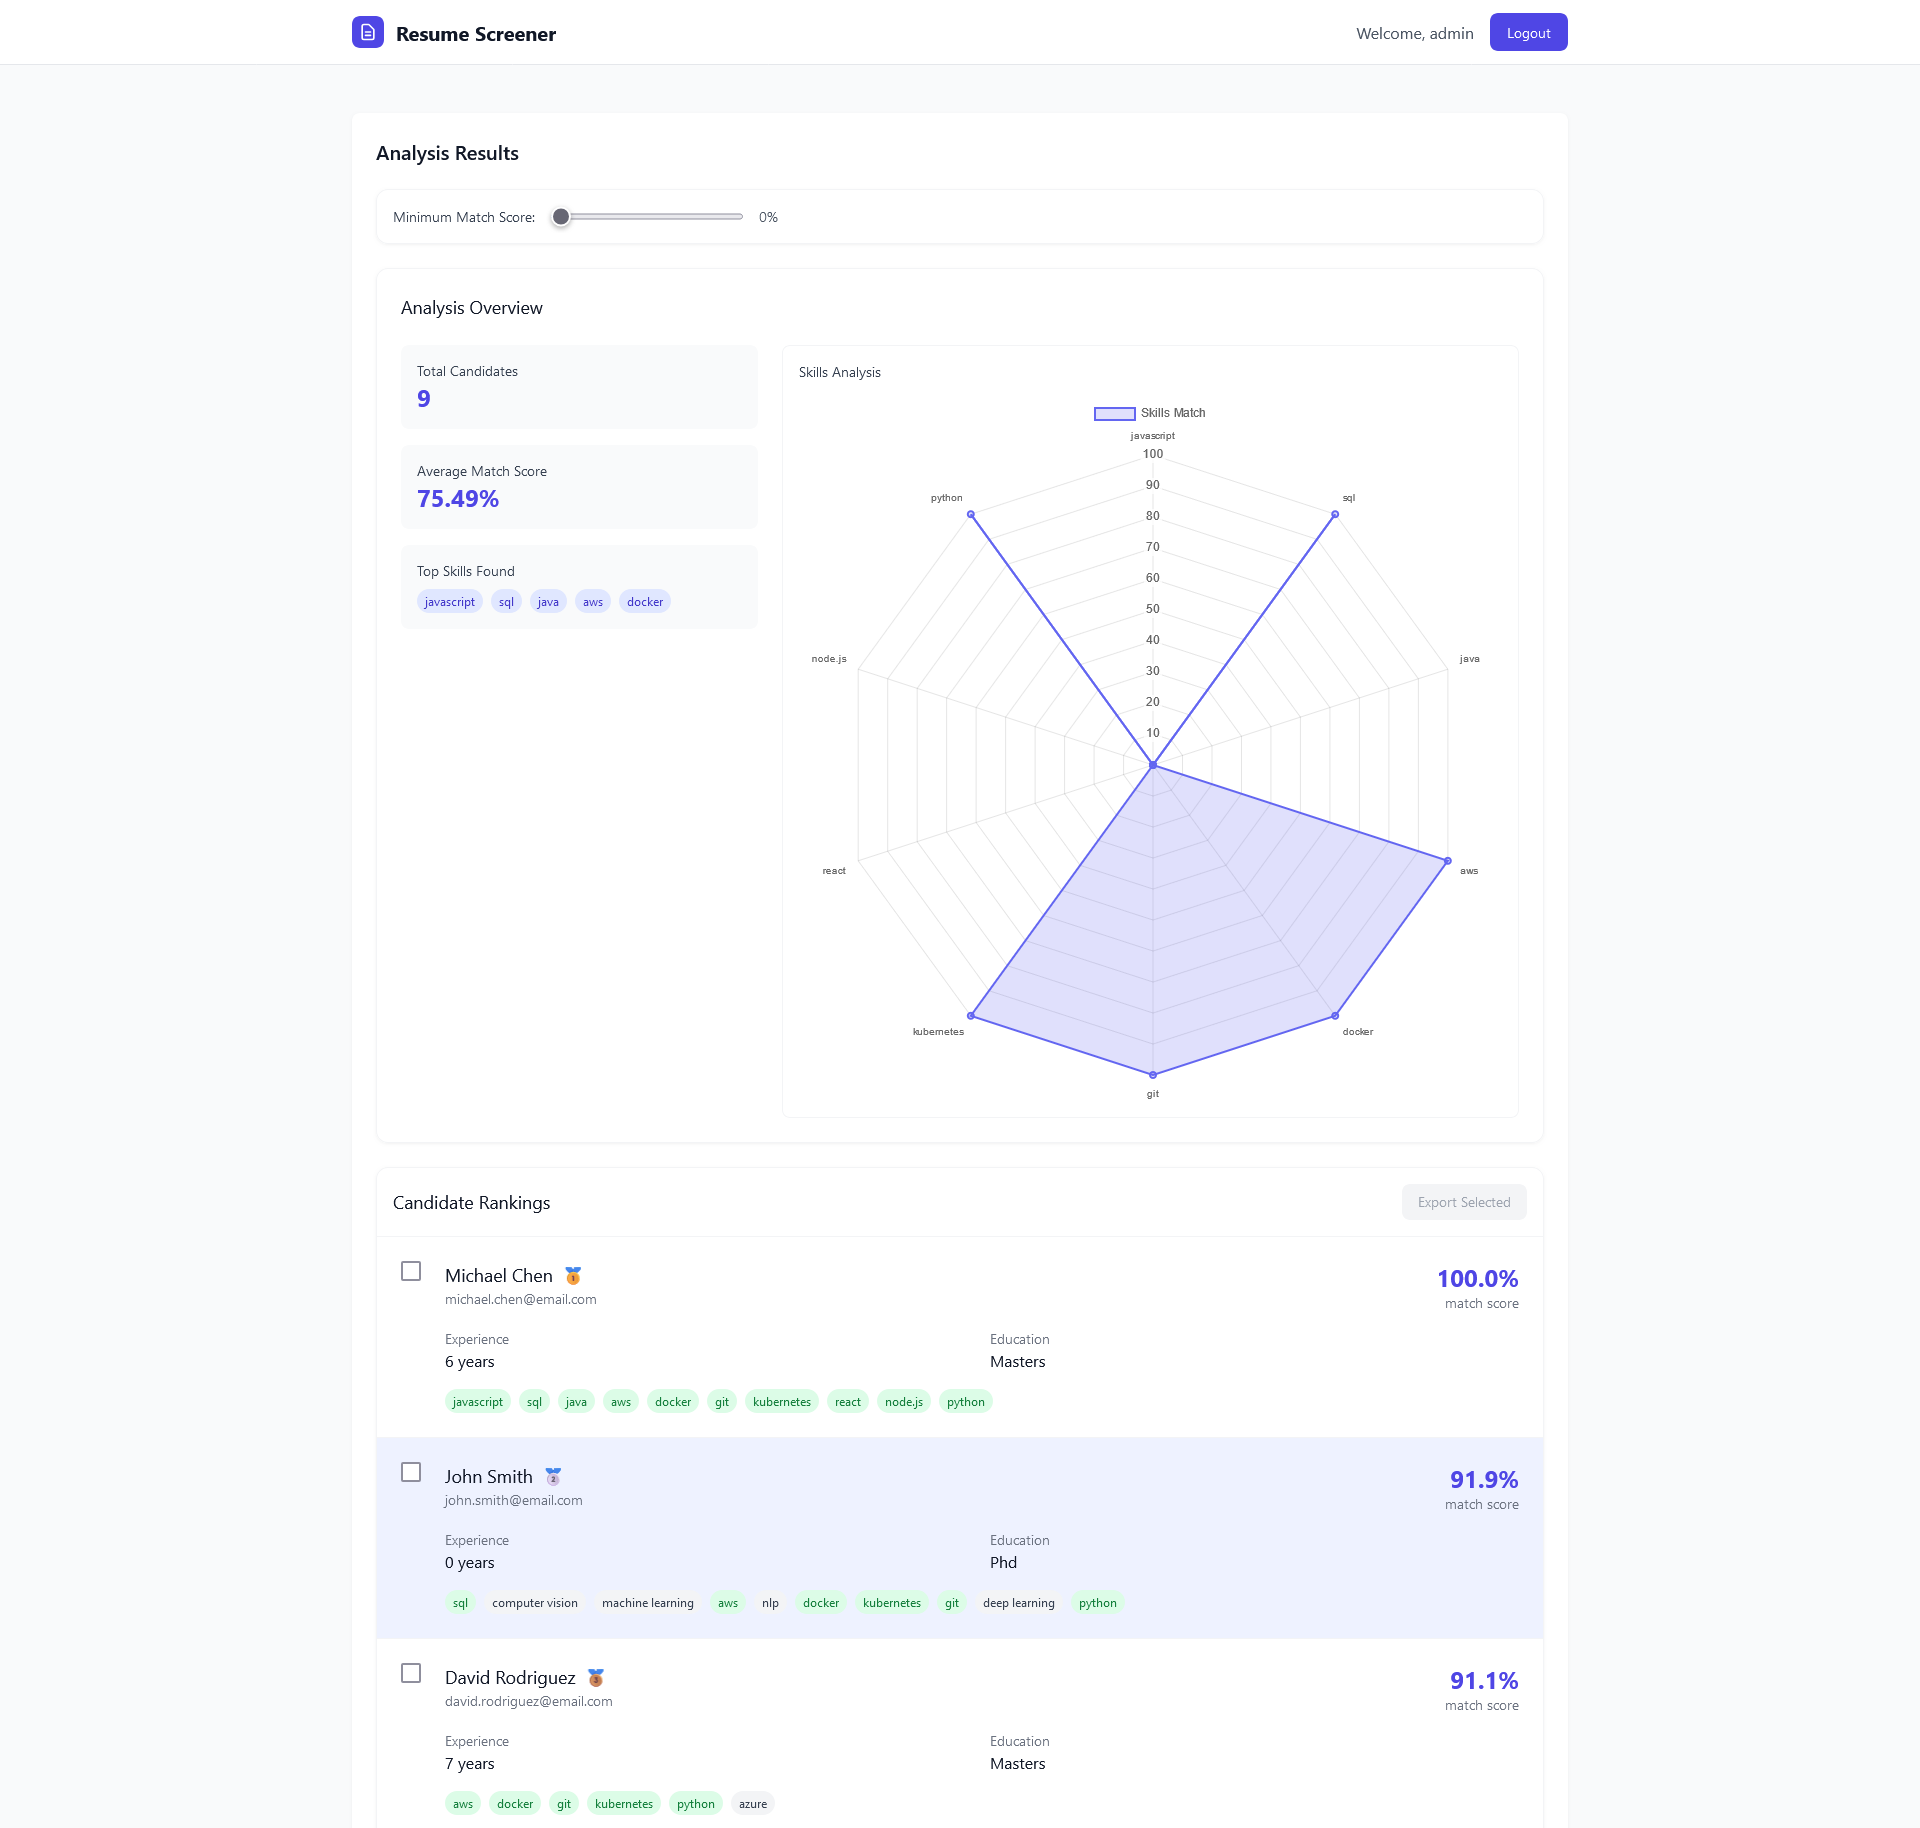 Resume Screener
Welcome, admin
Logout
Analysis Results
Minimum Match Score:
0%
Analysis Overview
Total Candidates
9
Average Match Score
75.49%
Top Skills Found
javascript sql java aws docker
Skills Analysis
Skills Match
javascript
100
90
80
70
60
50
40
30
20
10
python
sql
node.js
java
react
aws
kubernetes
docker
git
Candidate Rankings
Export Selected
Michael Chen 1
100.0%
michael.chen@email.com
match score
Experience
Education
6 years
Masters
javascript sql java aws docker git kubernetes react node.js python
John Smith 2
91.9%
john.smith@email.com
match score
Experience
Education
0 years
Phd
sql computer vision machine learning aws nlp docker kubernetes git deep learning python
David Rodriguez 3
91.1%
david.rodriguez@email.com
match score
Experience
Education
7 years
Masters
aws docker git kubernetes python azure